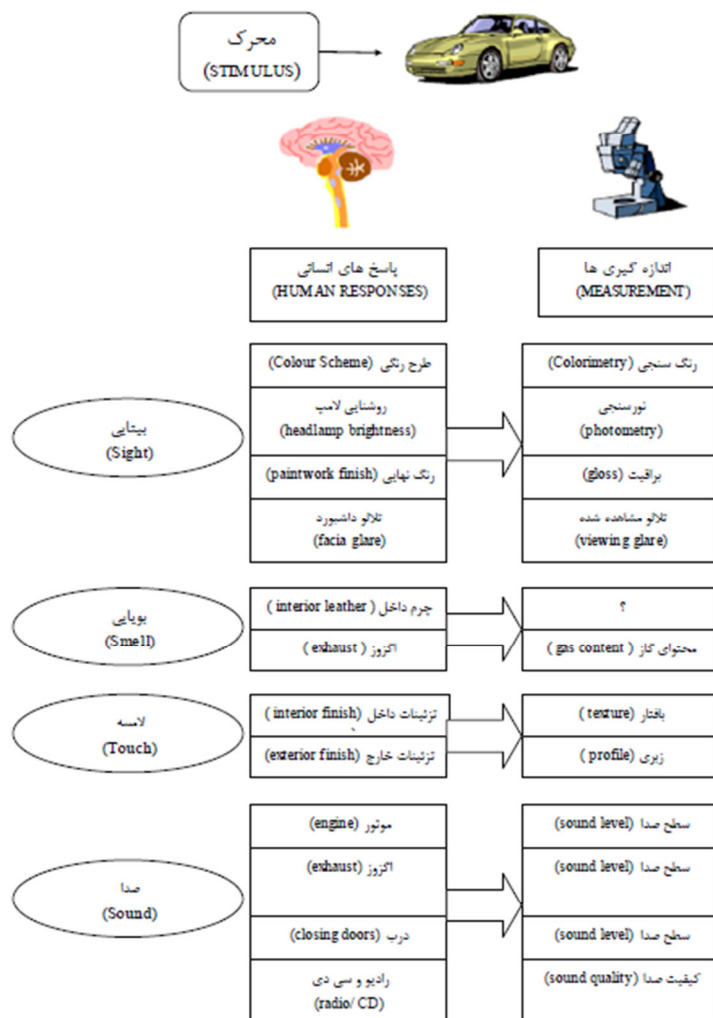 محرک
(STIMULUS)
پاسخ های انسانی
(HUMAN RESPONSES)
اندازه گیری ها
(MEASUREMENT)
بینایی
(Sight)
طرح رنگی (Colour Scheme)
روشنایی لامپ
(headlamp brightness)
رنگ نهایی (paintwork finish)
تلالو داشبورد
(facia glare)
رنگ سنجی (Colorimetry)
نورسنجی
(photometry)
براقیت (gloss)
تلالو مشاهده شده
(viewing glare)
بویایی
(Smell)
چرم داخل ( interior leather )
اگزوز ( exhaust )
؟
محتوای گاز ( gas content )
لامسه
(Touch)
تزئینات داخل (interior finish )
تزئینات خارج (exterior finish)
بافتار (texture )
زبری (profile )
صدا
(Sound)
موتور (engine)
اگزوز (exhaust)
درب (closing doors)
رادیو و سی دی
(radio/ CD)
سطح صدا (sound level)
سطح صدا (sound level)
سطح صدا (sound level)
کیفیت صدا (sound quality)